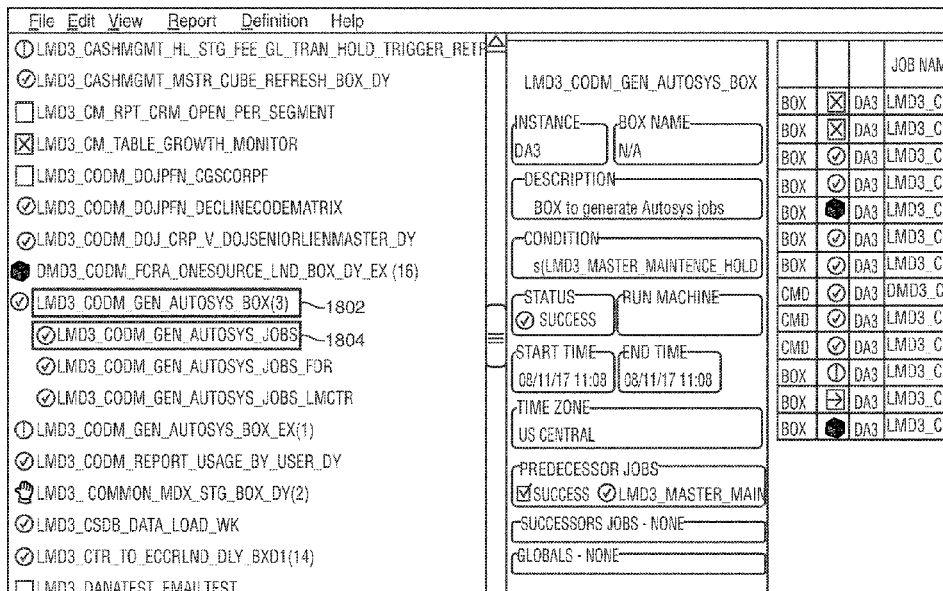 File Edit View Report Definition Help
LMD3_CASHMGMT_HL_STG_FEE_GL_TRAN_HOLD_TRIGGER_RETR
LMD3_CASHMGMT_MSTR_CUBE_REFRESH_BOX_DY
LMD3_CM_RPT_CRM_OPEN_PER_SEGMENT
LMD3_CM_TABLE_GROWTH_MONITOR
LMD3_CODM_DOJPFN_CGSCORPF
LMD3_CODM_DOJPFN_DECLINECODEMATRIX
LMD3_CODM_DOJ_CRP_V_DOJSENIORLIENMASTER_DY
DMD3_CODM_FCRA_ONESOURCE_LND_BOX_DY_EX (16)
LMD3_CODM_GEN_AUTOSYS_BOX(3) 1802
LMD3_CODM_GEN_AUTOSYS_JOBS 1804
LMD3_CODM_GEN_AUTOSYS_JOBS_FDR
LMD3_CODM_GEN_AUTOSYS_JOBS_LMCTR
LMD3_CODM_GEN_AUTOSYS_BOX_EX(1)
LMD3_CODM_REPORT_USAGE_BY_USER_DY
LMD3_ COMMON_MDX_STG_BOX_DY(2)
LMD3_CSDB_DATA_LOAD_WK
LMD3_CTR_TO_ECCRLND_DLY_BXD1(14)
LMD3_DANATEST_EMAILTEST
LMD3_CODM_GEN_AUTOSYS_BOX
INSTANCE BOX NAME
DA3 N/A
DESCRIPTION
BOX to generate Autosys jobs
CONDITION
s(LMD3_MASTER_MAINTENCE_HOLD
STATUS RUN MACHINE
SUCCESS
START TIME END TIME
08/11/17 11:08 08/11/17 11:08
TIME ZONE
US CENTRAL
PREDECESSOR JOBS
SUCCESS LMD3_MASTER_MAIN
SUCCESSORS JOBS - NONE
GLOBALS - NONE
JOB NAM
BOX DA3 LMD3_C
BOX DA3 LMD3_C
BOX DA3 LMD3_C
BOX DA3 LMD3_C
BOX DA3 LMD3_C
BOX DA3 LMD3_C
BOX DA3 LMD3_C
CMD DA3 DMD3_C
CMD DA3 LMD3_C
CMD DA3 LMD3_C
BOX DA3 LMD3_C
BOX DA3 LMD3_C
BOX DA3 LMD3_C